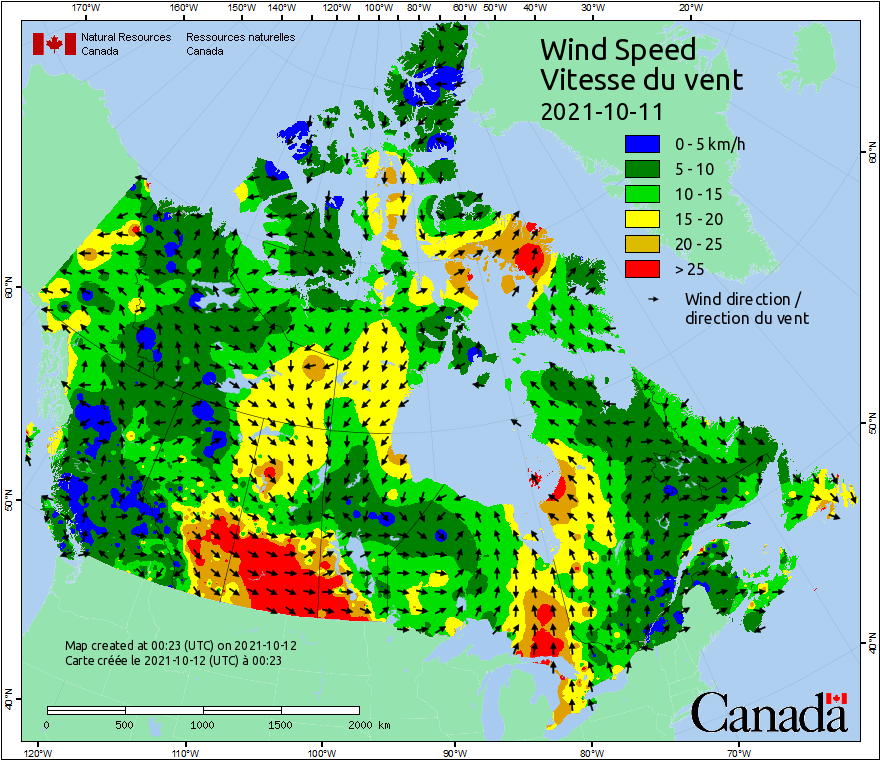 170°W 160°W 150°W 140°W 130°W 120°W 110°W 100°W 90°W 80°W 60°W 50°W 40°W 30°W 20°W
Natural Resources Canada
Ressources naturelles Canada
Wind Speed
Vitesse du vent
2021-10-11
0 - 5 km/h
5 - 10
10 - 15
15 - 20
20 - 25
> 25
Wind direction /
direction du vent
60°N
50°N
40°N
60°N
50°N
40°N
Map created at 00:23 (UTC) on 2021-10-12
Carte créée le 2021-10-12 (UTC) à 00:23
0 500 1000 1500 2000 km
Canada
120°W 110°W 100°W 90°W 80°W 70°W